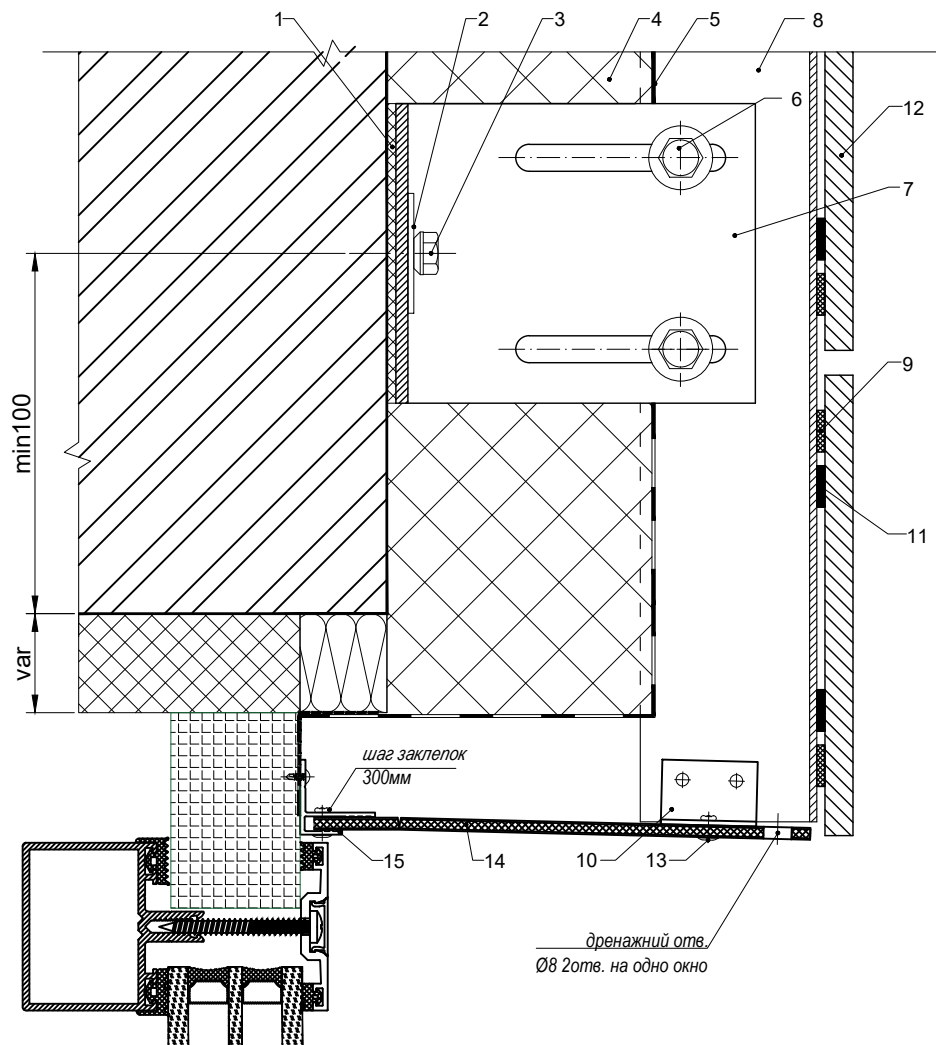 1
2
3
4
5
8
6
12
7
9
11
min100
var
шаг заклепок
300мм
15
14
10
13
дренажний отв.
Ø8 2отв. на одно окно